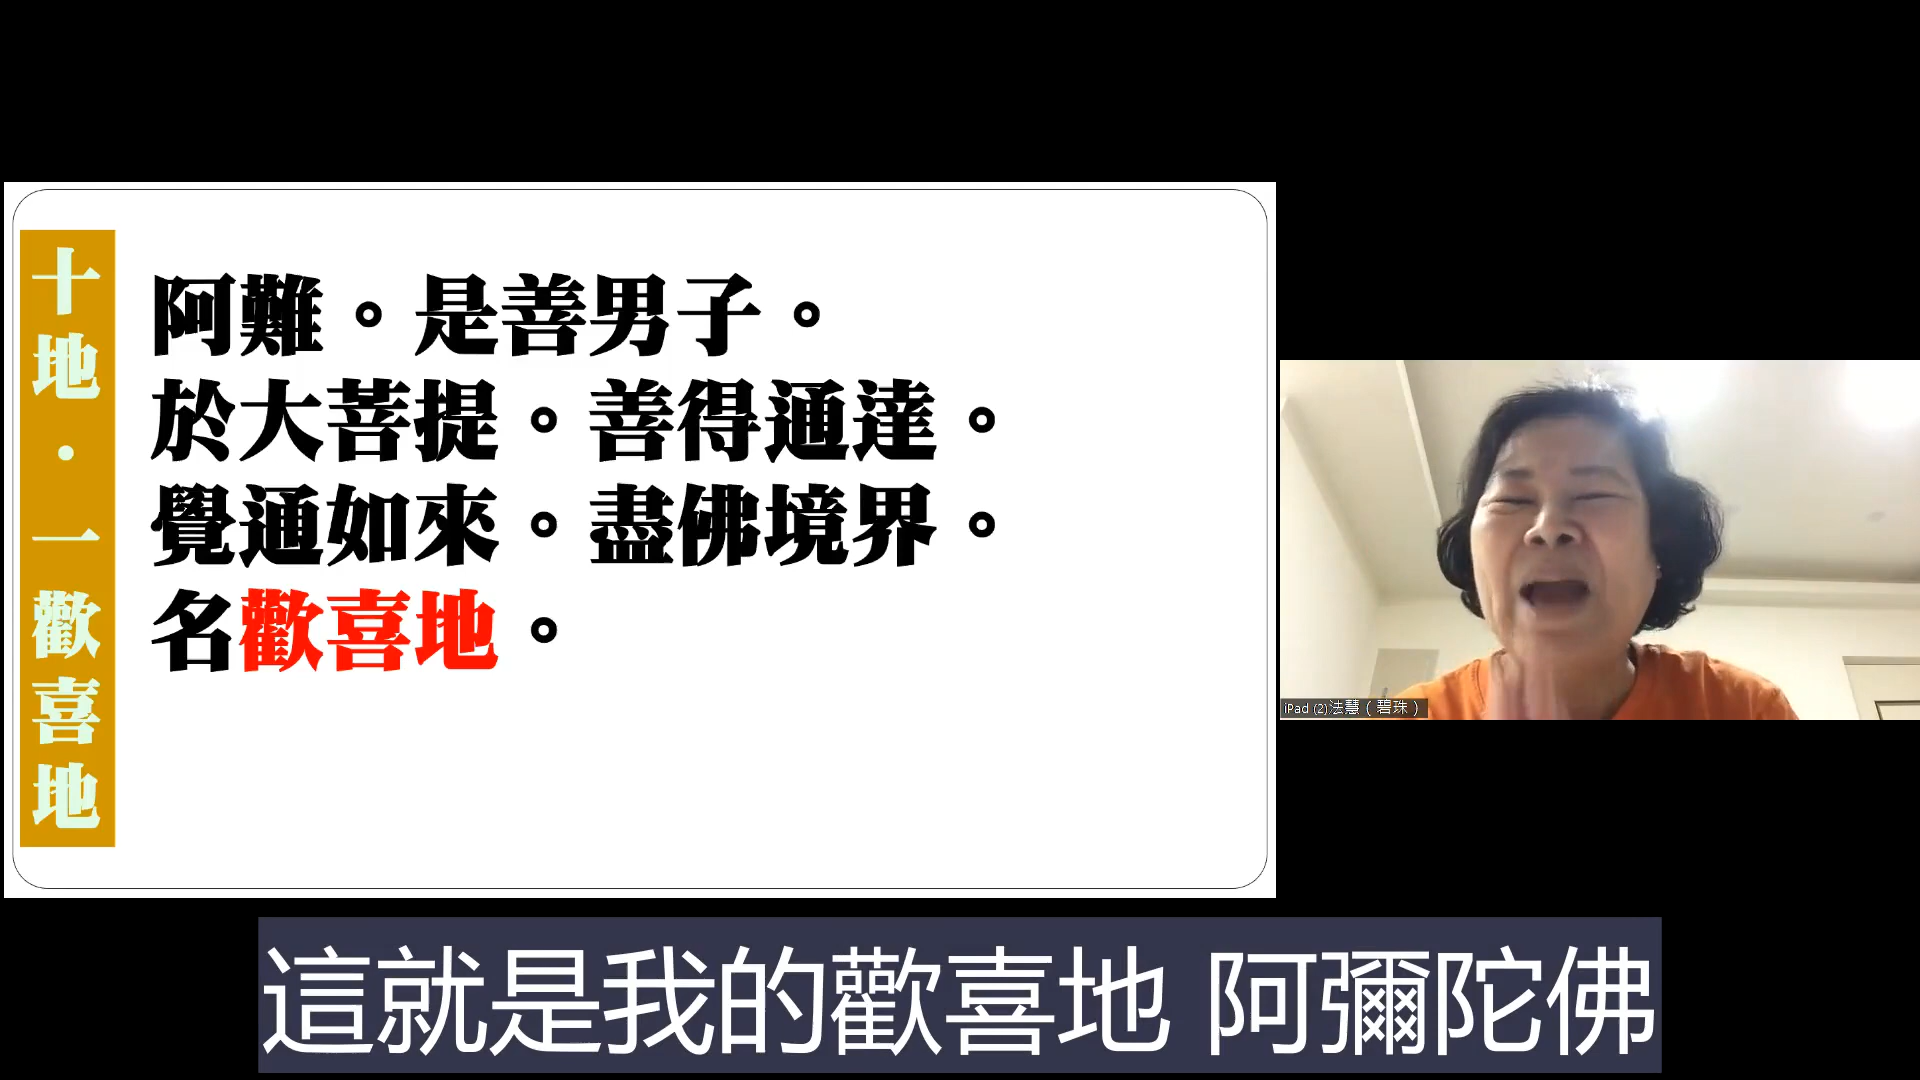 十地·一歡喜地
阿難。是善男子。
於大菩提。善得通達。
覺通如來。盡佛境界。
名歡喜地。
iPad (2)法慧（碧珠）
這就是我的歡喜地 阿彌陀佛